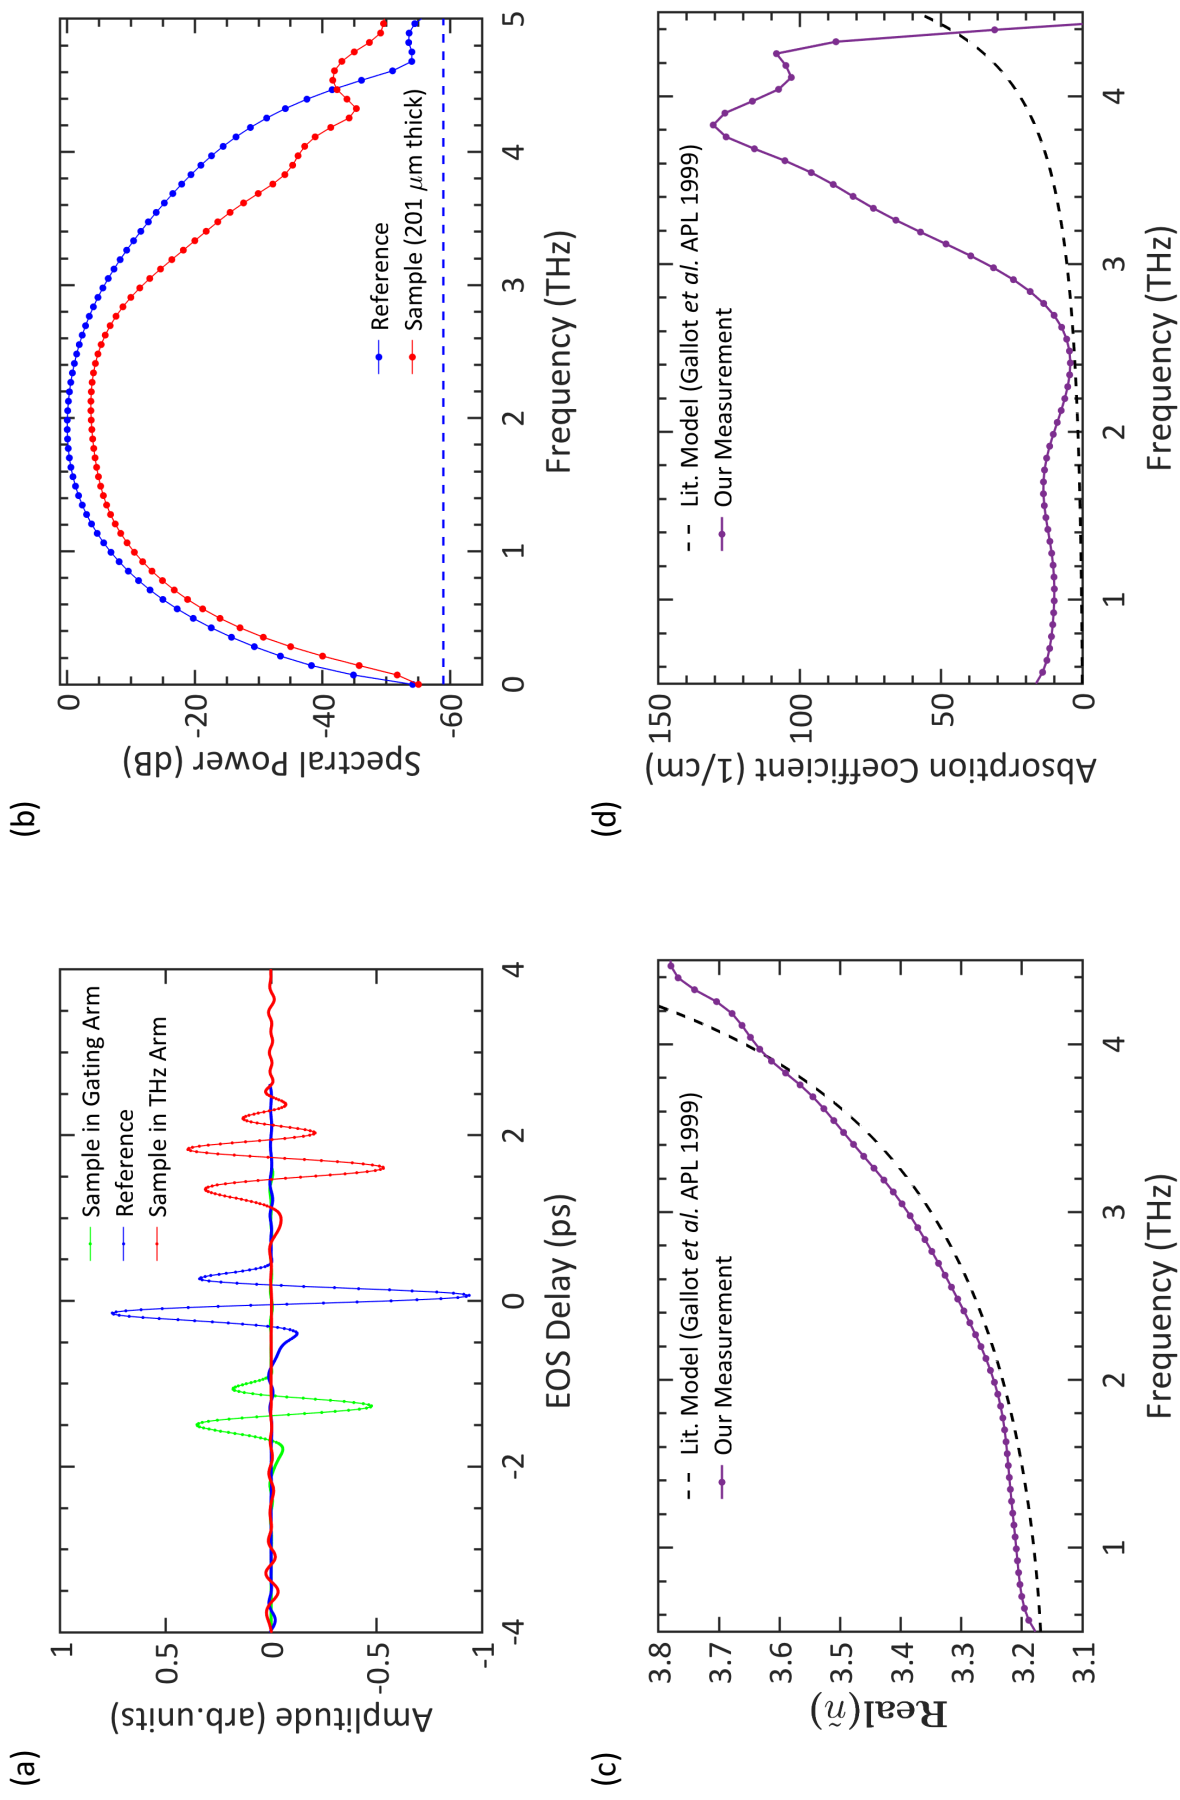 (a)
1
0.5
0
-0.5
-1
Amplitude (arb.units)
-4
-2
0
2
4
EOS Delay (ps)
Sample in Gating Arm
Reference
Sample in THz Arm
(b)
0
-20
-40
-60
Spectral Power (dB)
0
1
2
3
4
5
Frequency (THz)
Reference
Sample (201 μm thick)
(c)
3.8
3.7
3.6
3.5
3.4
3.3
3.2
3.1
Real(ñ)
1
2
3
4
Frequency (THz)
Lit. Model (Gallot et al. APL 1999)
Our Measurement
(d)
150
100
50
0
Absorption Coefficient (1/cm)
1
2
3
4
Frequency (THz)
Lit. Model (Gallot et al. APL 1999)
Our Measurement